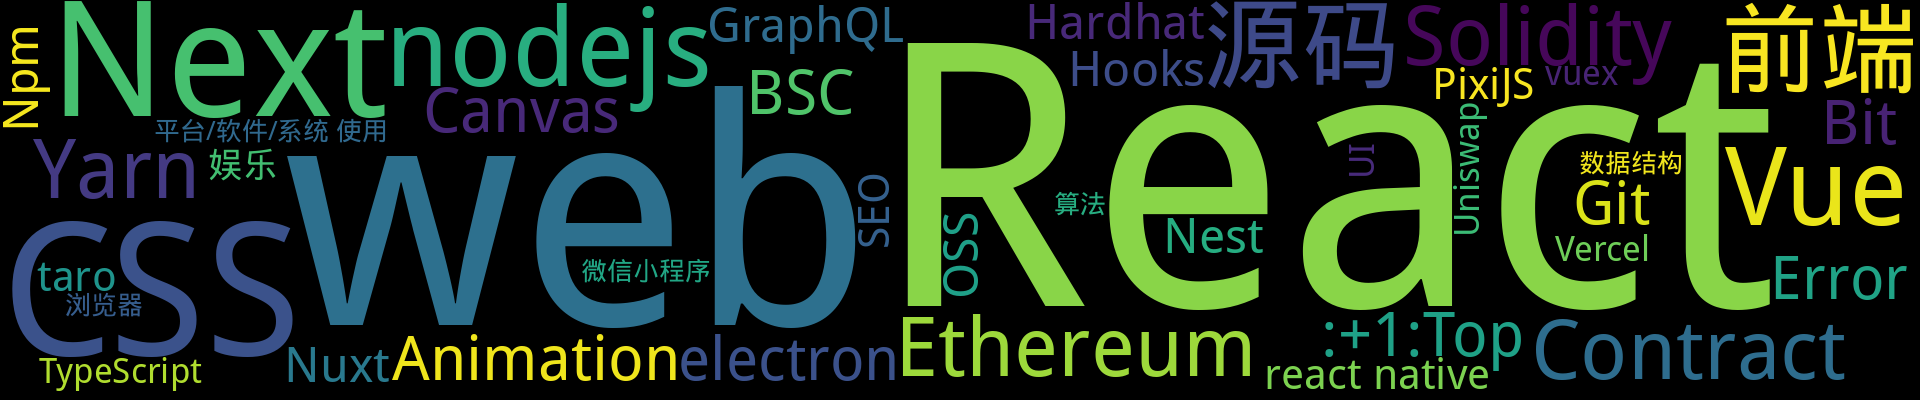 Npm
Next
nodejs
GraphQL
Hardhat
源码
Solidity
前端
Hooks
PixiJS
vuex
Canvas
BSC
React
Bit
平台/软件/系统 使用
Yarn
娱乐
web
UI
Uniswap
数据结构
Vue
SEO
算法
Git
CSS
OSS
Nest
Vercel
taro
微信小程序
Error
浏览器
:+1:Top
Ethereum
Contract
TypeScript
Nuxt
Animation
electron
react native